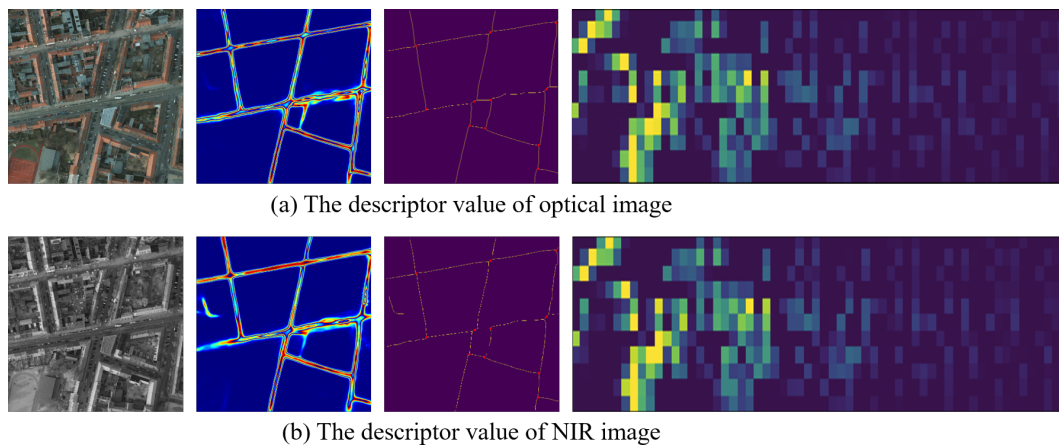 (a) The descriptor value of optical image
(b) The descriptor value of NIR image